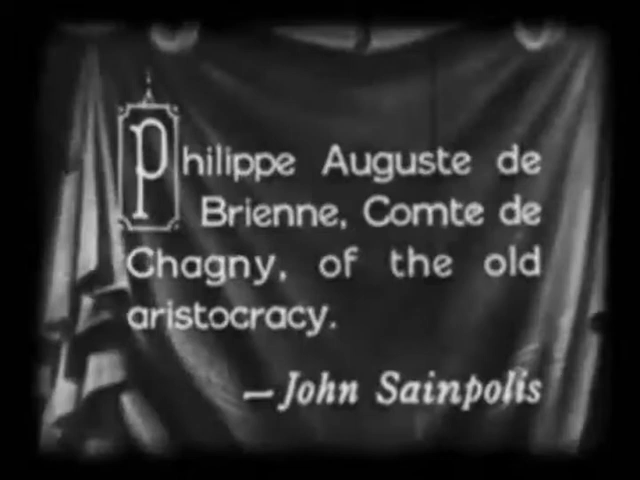 Philippe Auguste de
Brienne, Comte de
Chagny, of the old
aristocracy.
—John Sainpolis